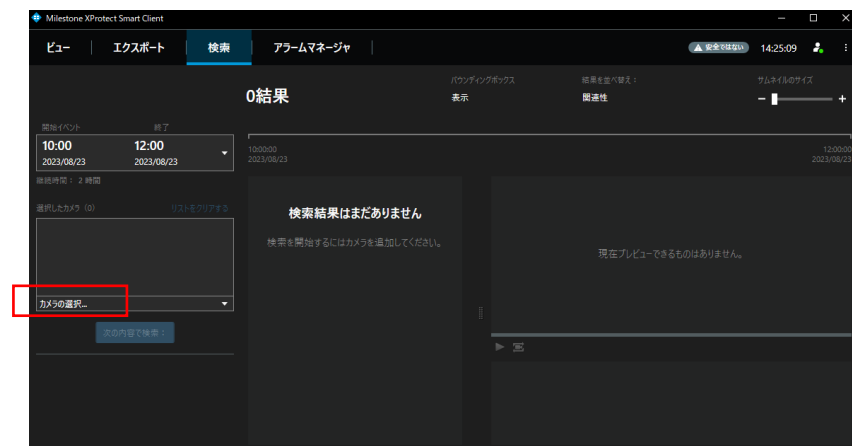 Milestone XProtect Smart Client
ビュー エクスポート 検索 アラームマネージャ 安全ではない 14:25:09
0結果
バウンディングボックス 結果を並べ替え： サムネイルのサイズ
表示 関連性
開始イベント 終了
10:00 12:00
2023/08/23 2023/08/23
継続時間： 2 時間
10:00:00 12:00:00
2023/08/23 2023/08/23
選択したカメラ (0) リストをクリアする
カメラの選択...
次の内容で検索：
検索結果はまだありません
検索を開始するにはカメラを追加してください。
現在プレビューできるものはありません。